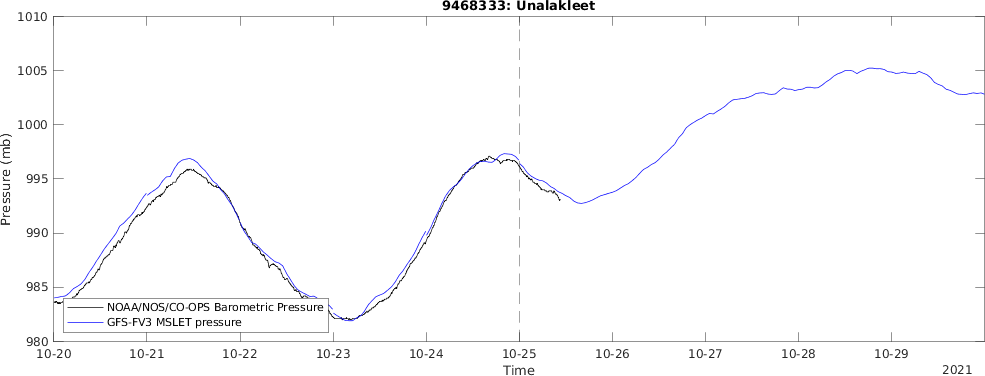 9468333: Unalakleet
1010
1005
1000
995
990
985
980
Pressure (mb)
NOAA/NOS/CO-OPS Barometric Pressure
GFS-FV3 MSLET pressure
10-20 10-21 10-22 10-23 10-24 10-25 10-26 10-27 10-28 10-29
Time
2021